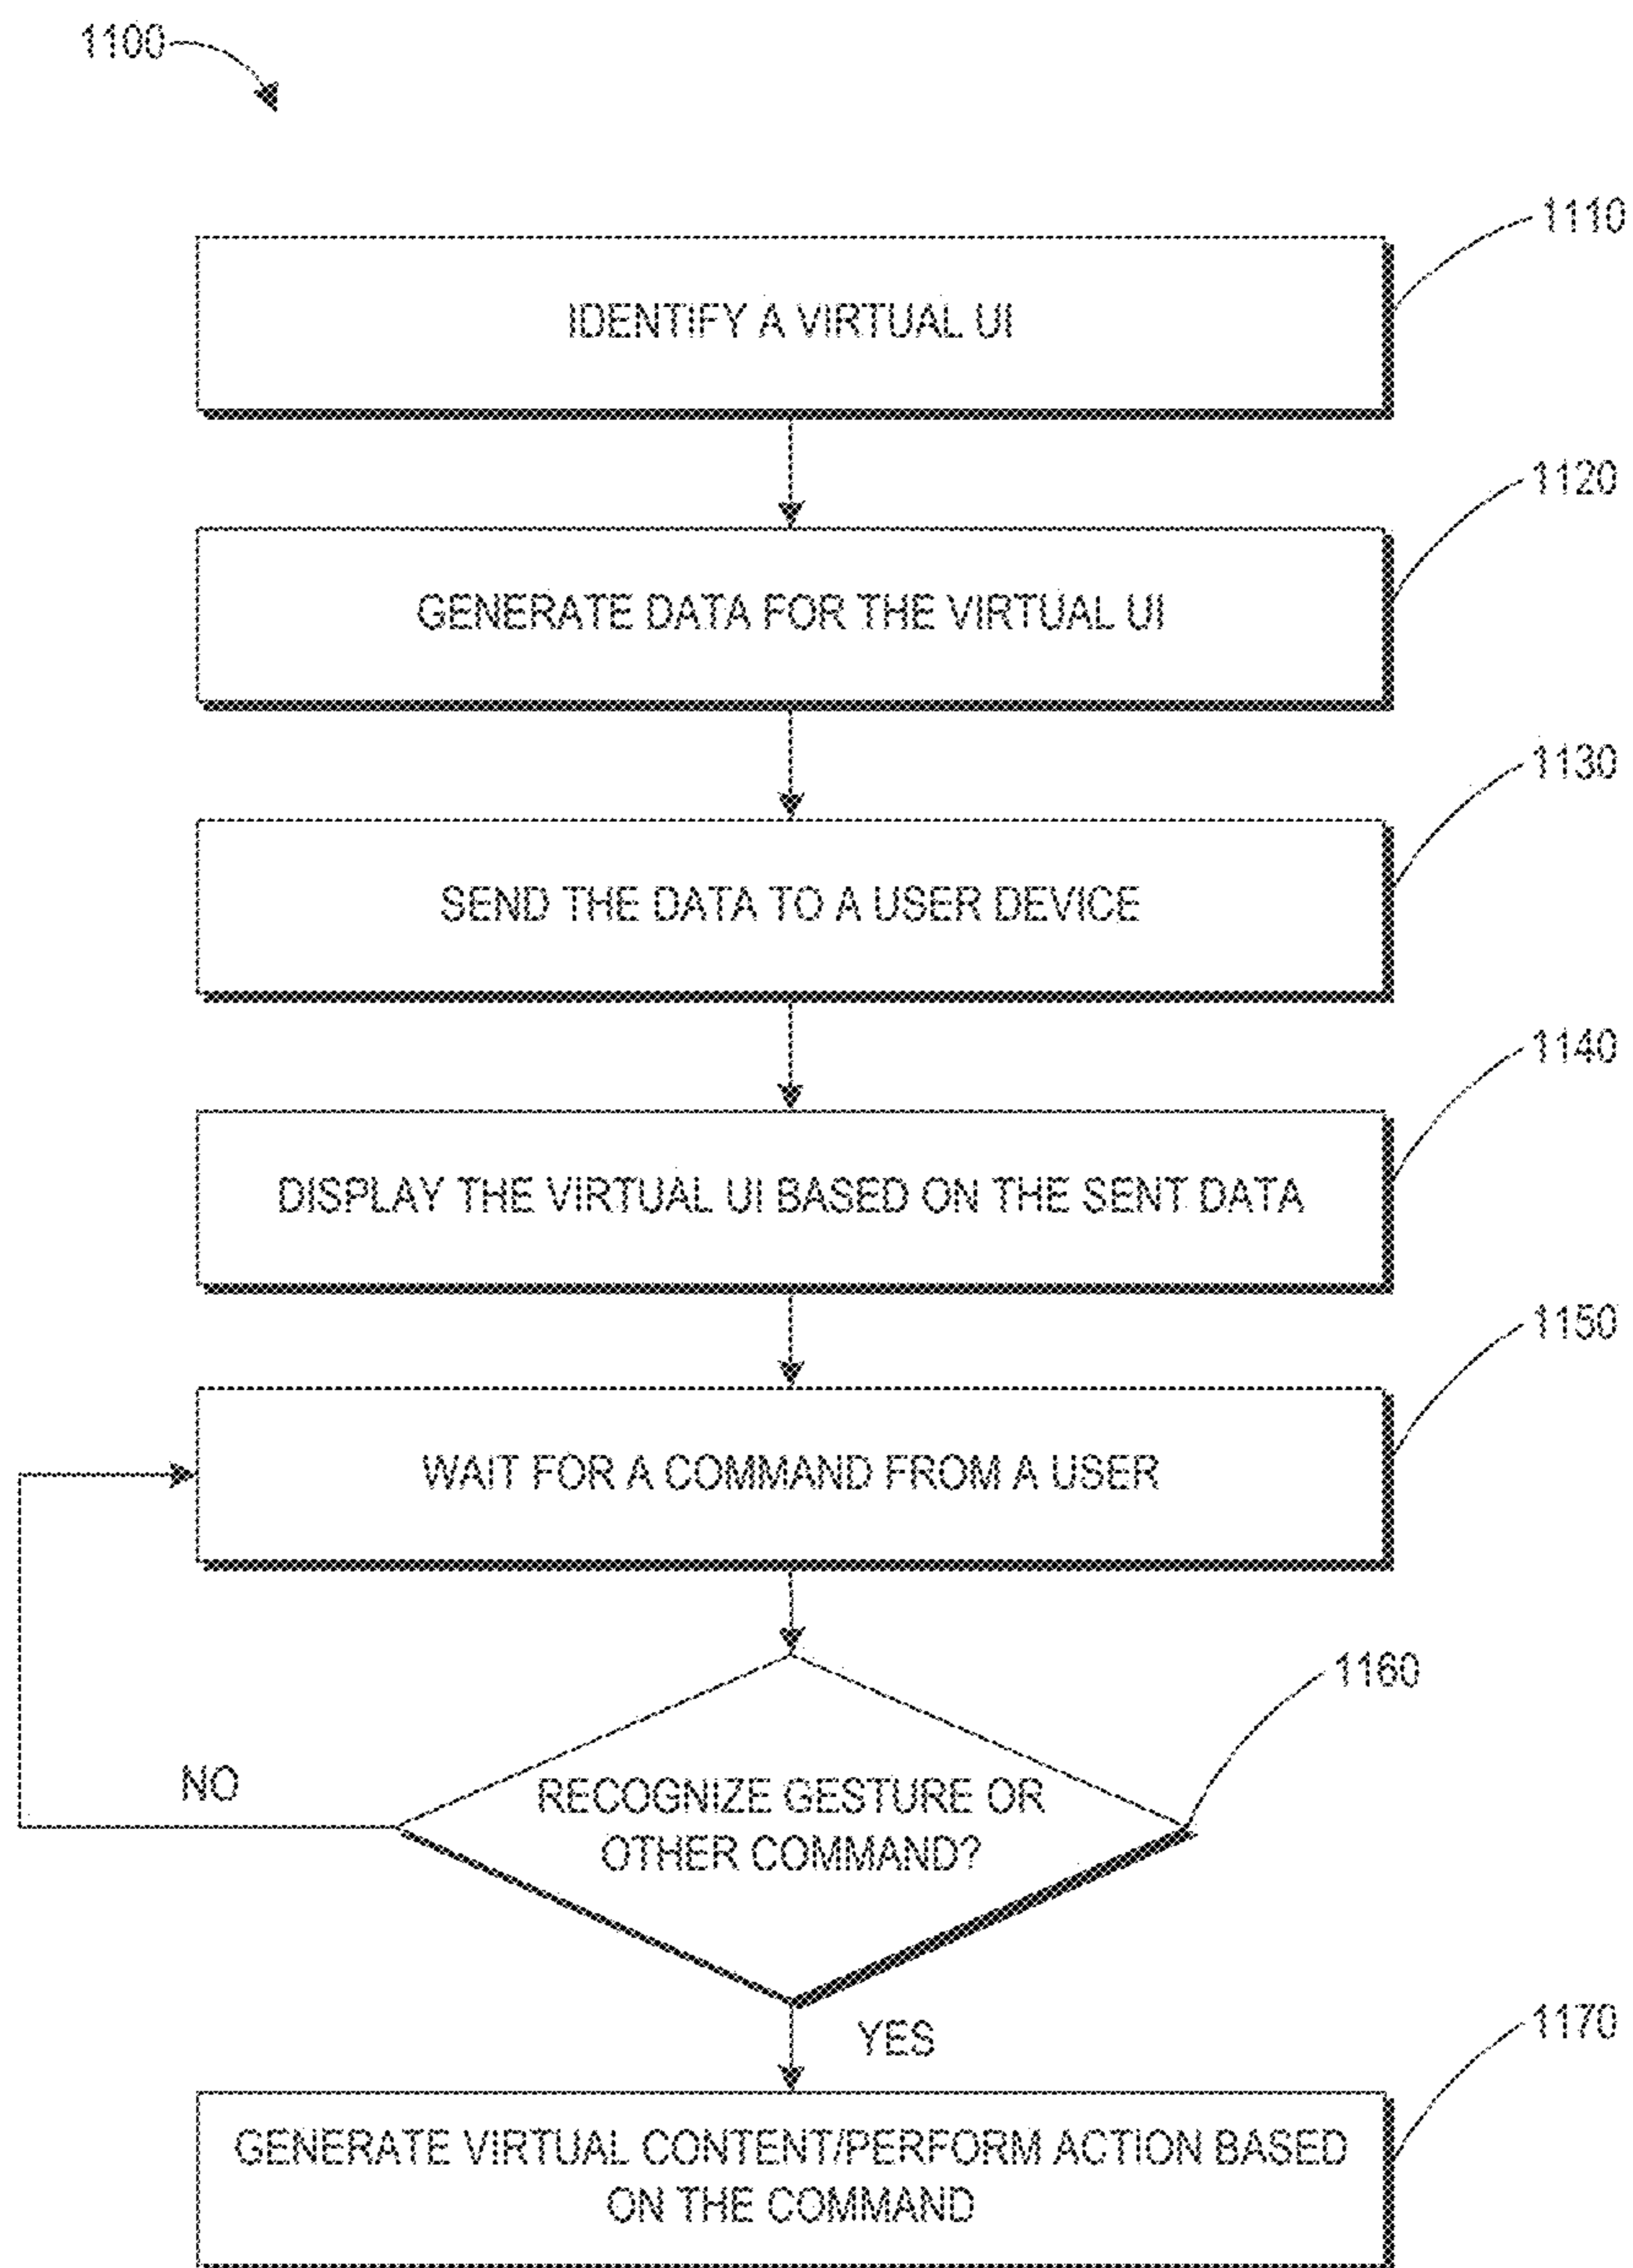 1100
1110
IDENTIFY A VIRTUAL UI
1120
GENERATE DATA FOR THE VIRTUAL UI
1130
SEND THE DATA TO A USER DEVICE
1140
DISPLAY THE VIRTUAL UI BASED ON THE SENT DATA
1150
WAIT FOR A COMMAND FROM A USER
1160
NO
RECOGNIZE GESTURE OR
OTHER COMMAND?
YES
1170
GENERATE VIRTUAL CONTENT/PERFORM ACTION BASED
ON THE COMMAND